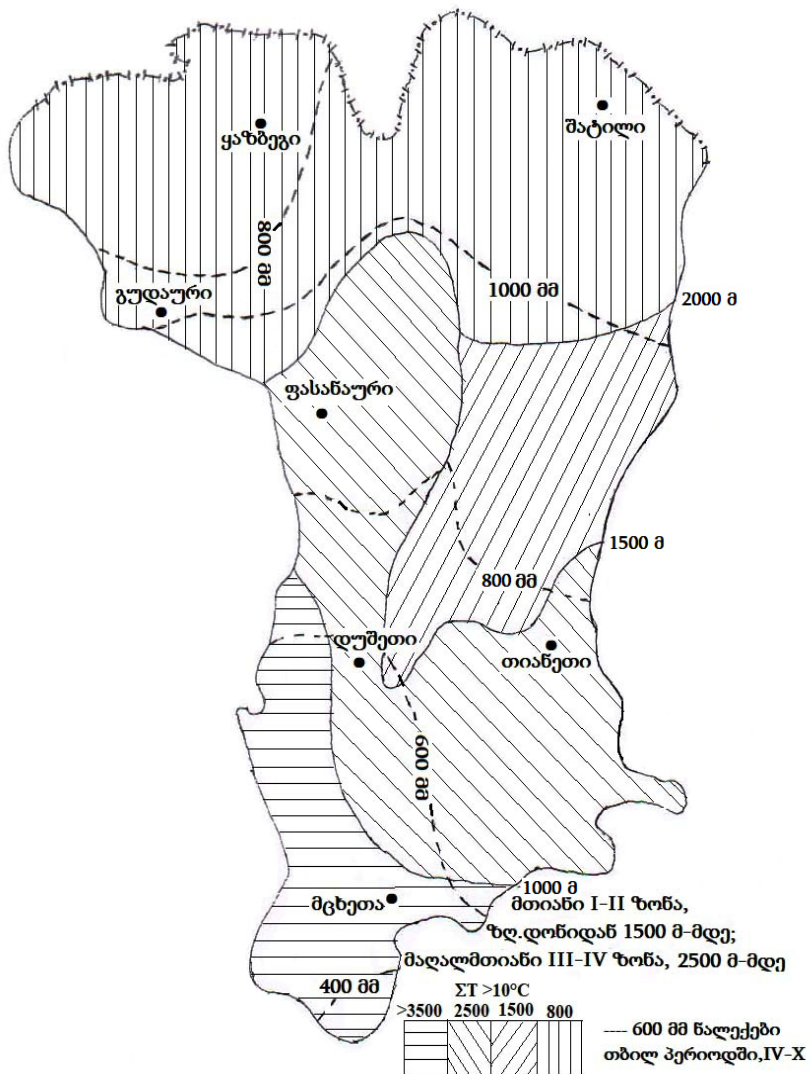 ყაზბეგი
შატილი
800 მმ
გუდაური
1000 მმ
2000 მ
ფასანაური
1500 მ
800 მმ
დუშეთი
თიანეთი
600 მმ
1000 მ
მცხეთა
მთიანი I-II ზონა,
ზღ.დონიდან 1500 მ-მდე;
მაღალმთიანი III-IV ზონა, 2500 მ-მდე
400 მმ
ΣT >10°C
>3500 2500 1500 800
---- 600 მმ ნალექები
თბილ პერიოდში,IV-X